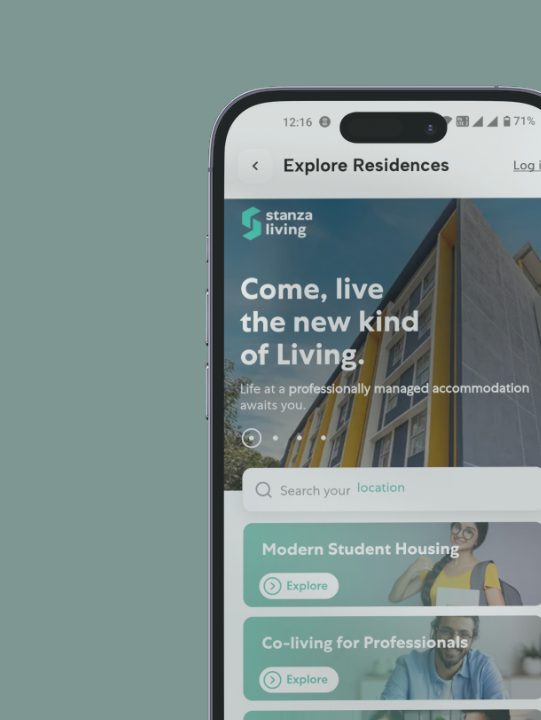 12:16
71%
Explore Residences
Log
stanza
living
Come, live
the new kind
of Living.
Life at a professionally managed accommodation
awaits you.
Search your location
Modern Student Housing
Explore
Co-living for Professionals
Explore